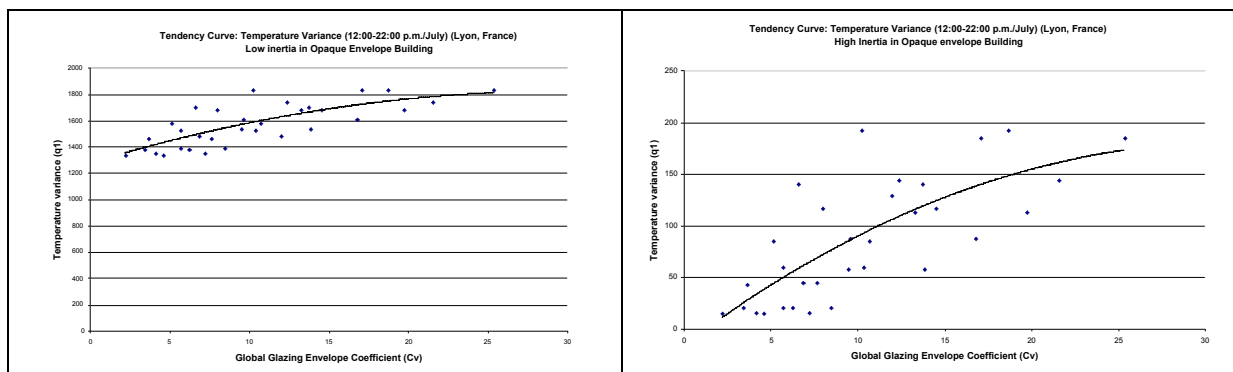 Tendency Curve: Temperature Variance (12:00-22:00 p.m./July) (Lyon, France)
Low inertia in Opaque Envelope Building
2000
1800
1600
1400
1200
1000
800
600
400
200
0
0 5 10 15 20 25 30
Temperature variance (q1)
Global Glazing Envelope Coefficient (Cv)
Tendency Curve: Temperature Variance (12:00-22:00 p.m./July) (Lyon, France)
High Inertia in Opaque envelope Building
250
200
150
100
50
0
0 5 10 15 20 25 30
Temperature variance (q1)
Global Glazing Envelope Coefficient (Cv)